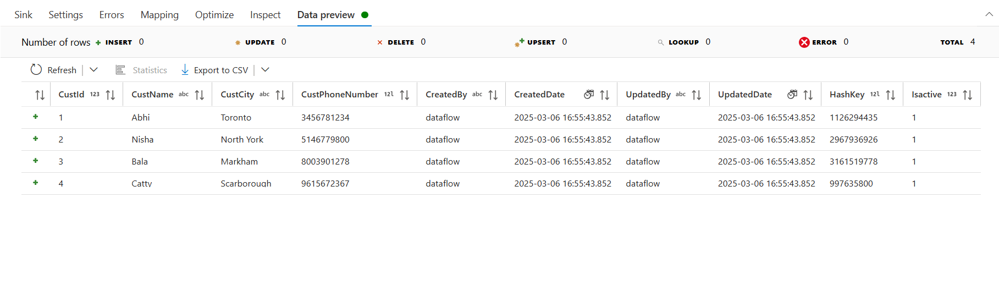 Sink Settings Errors Mapping Optimize Inspect Data preview
Number of rows INSERT 0 UPDATE 0 DELETE 0 UPSERT 0 LOOKUP 0 ERROR 0 TOTAL 4
Refresh Statistics Export to CSV
CustId 123 CustName abc CustCity abc CustPhoneNumber 12l CreatedBy abc CreatedDate UpdatedBy abc UpdatedDate HashKey 12l Isactive 123
1 Abhi Toronto 3456781234 dataflow 2025-03-06 16:55:43.852 dataflow 2025-03-06 16:55:43.852 1126294435 1
2 Nisha North York 5146779800 dataflow 2025-03-06 16:55:43.852 dataflow 2025-03-06 16:55:43.852 2967936926 1
3 Bala Markham 8003901278 dataflow 2025-03-06 16:55:43.852 dataflow 2025-03-06 16:55:43.852 3161519778 1
4 Catty Scarborough 9615672367 dataflow 2025-03-06 16:55:43.852 dataflow 2025-03-06 16:55:43.852 997635800 1